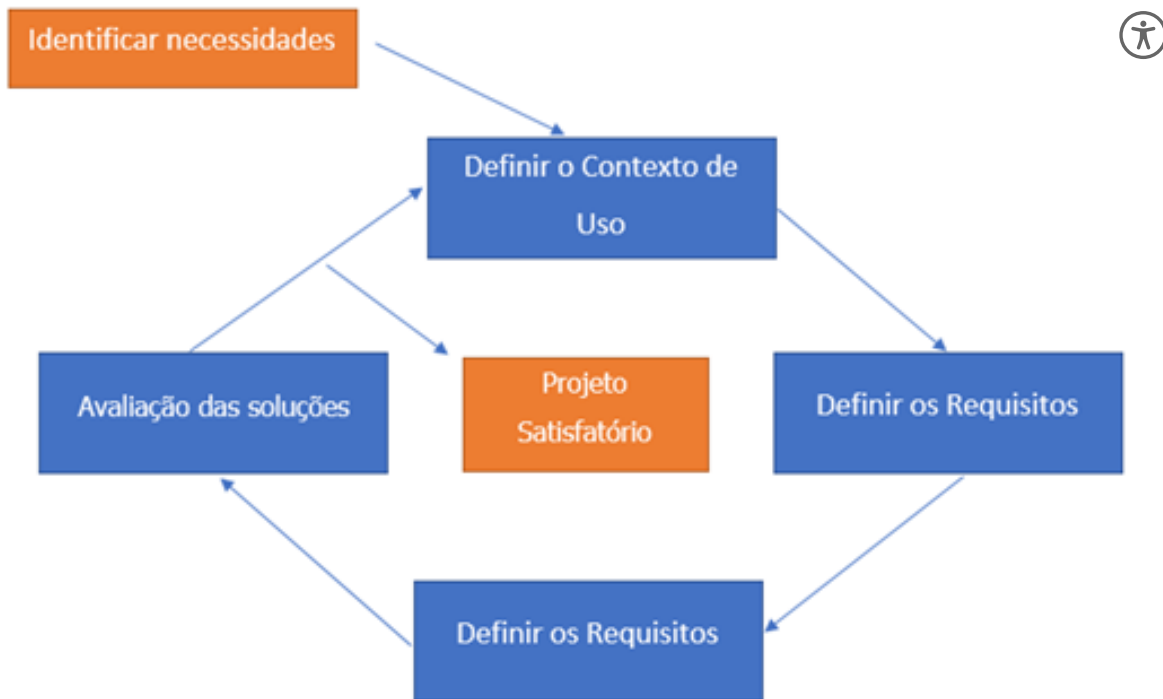 Identificar necessidades
Definir o Contexto de
Uso
Avaliação das soluções
Projeto
Satisfatório
Definir os Requisitos
Definir os Requisitos